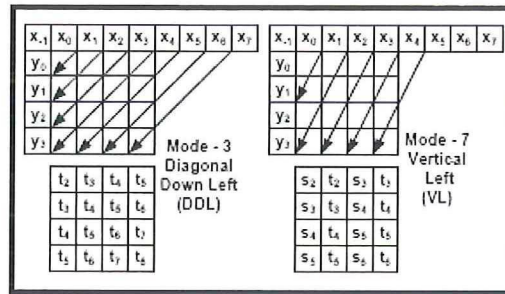 x₋₁ x₀ x₁ x₂ x₃ x₄ x₅ x₆ x₇
y₀
y₁
y₂
y₃
Mode - 3
Diagonal
Down Left
(DDL)
t₂ t₃ t₄ t₅
t₃ t₄ t₅ t₆
t₄ t₅ t₆ t₇
t₅ t₆ t₇ t₈
x₋₁ x₀ x₁ x₂ x₃ x₄ x₅ x₆ x₇
y₀
y₁
y₂
y₃
Mode - 7
Vertical
Left
(VL)
s₂ t₂ s₃ t₃
s₃ t₃ s₄ t₄
s₄ t₄ s₅ t₅
s₅ t₅